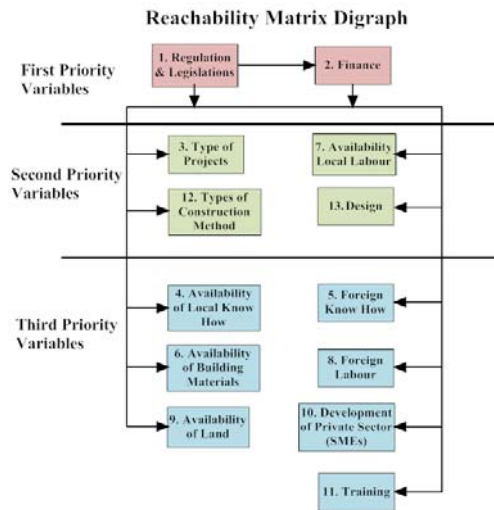 Reachability Matrix Digraph
First Priority
Variables
1. Regulation
& Legislations
2. Finance
Second Priority
Variables
3. Type of
Projects
7. Availability
Local Labour
12. Types of
Construction
Method
13. Design
Third Priority
Variables
4. Availability
of Local Know
How
5. Foreign
Know How
6. Availability
of Building
Materials
8. Foreign
Labour
9. Availability
of Land
10. Development
of Private Sector
(SMEs)
11. Training